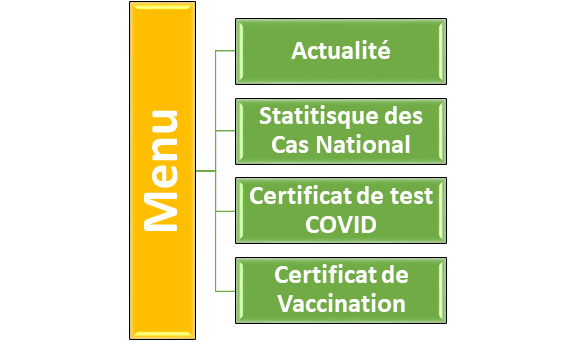 Menu
Actualité
Statitisque des
Cas National
Certificat de test
COVID
Certificat de
Vaccination